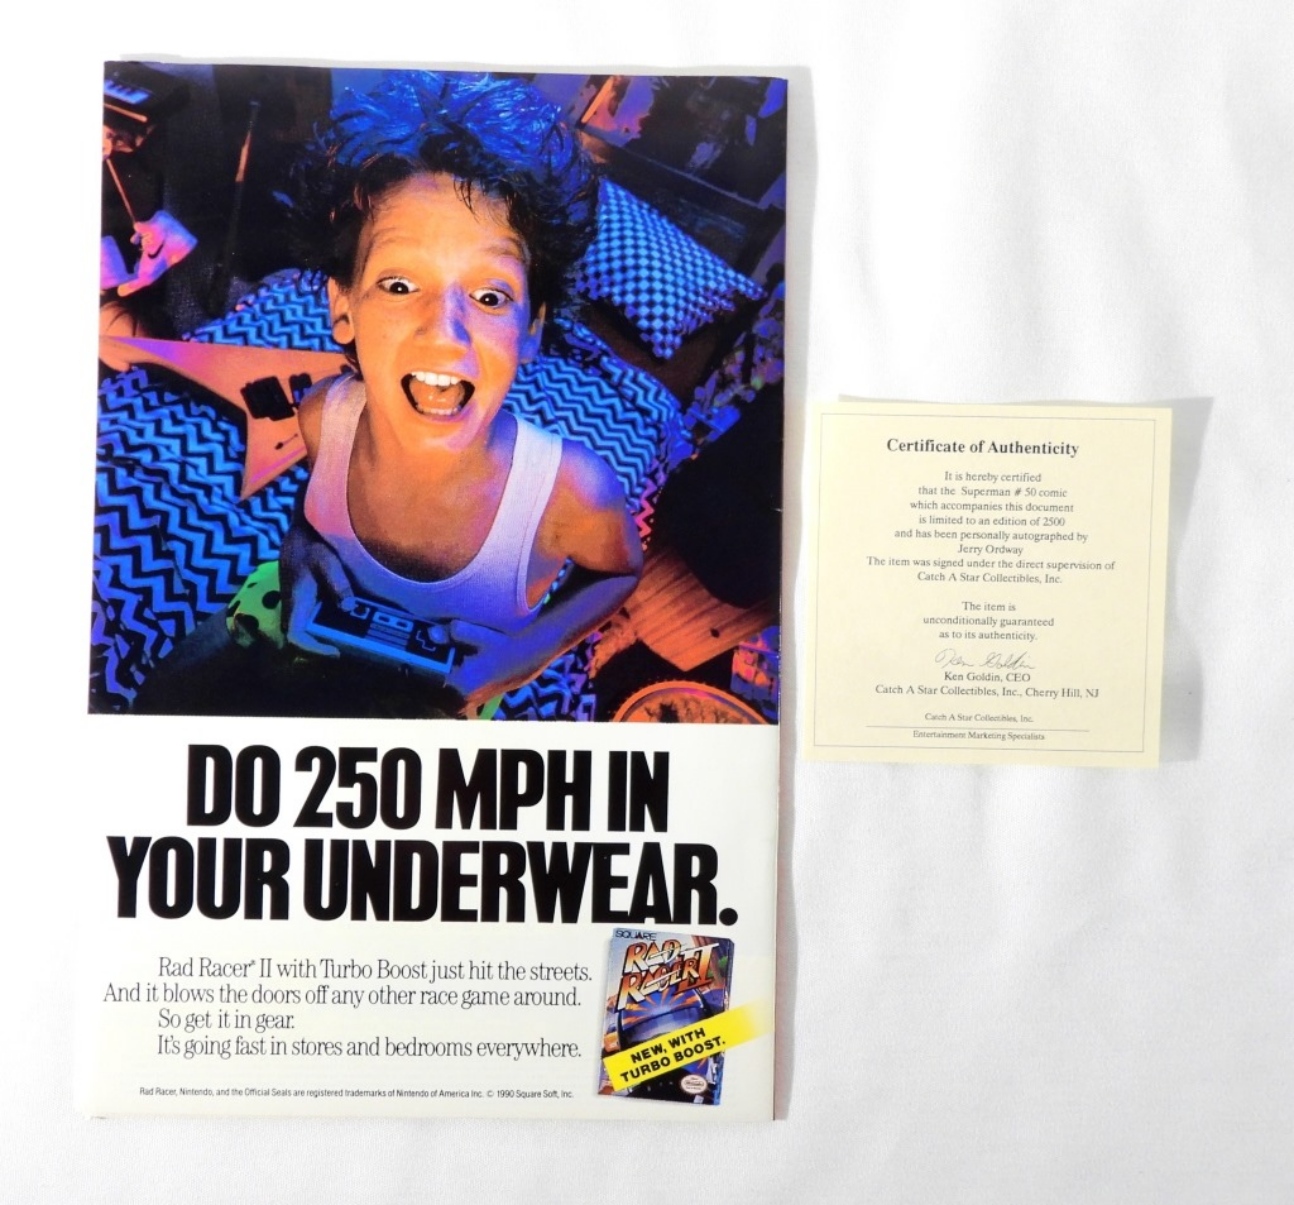 DO 250 MPH IN
YOUR UNDERWEAR.
Rad Racer® II with Turbo Boost just hit the streets.
And it blows the doors off any other race game around.
So get it in gear.
It's going fast in stores and bedrooms everywhere.
Rad Racer, Nintendo, and the Official Seals are registered trademarks of Nintendo of America Inc. © 1990 Square Soft, Inc.
SQUARE
RAD
RACER II
NEW, WITH
TURBO BOOST.
Certificate of Authenticity
It is hereby certified
that the Superman # 50 comic
which accompanies this document
is limited to an edition of 2500
and has been personally autographed by
Jerry Ordway
The item was signed under the direct supervision of
Catch A Star Collectibles, Inc.
The item is
unconditionally guaranteed
as to its authenticity.
Ken Goldin
Ken Goldin, CEO
Catch A Star Collectibles, Inc., Cherry Hill, NJ
Catch A Star Collectibles, Inc.
Entertainment Marketing Specialists